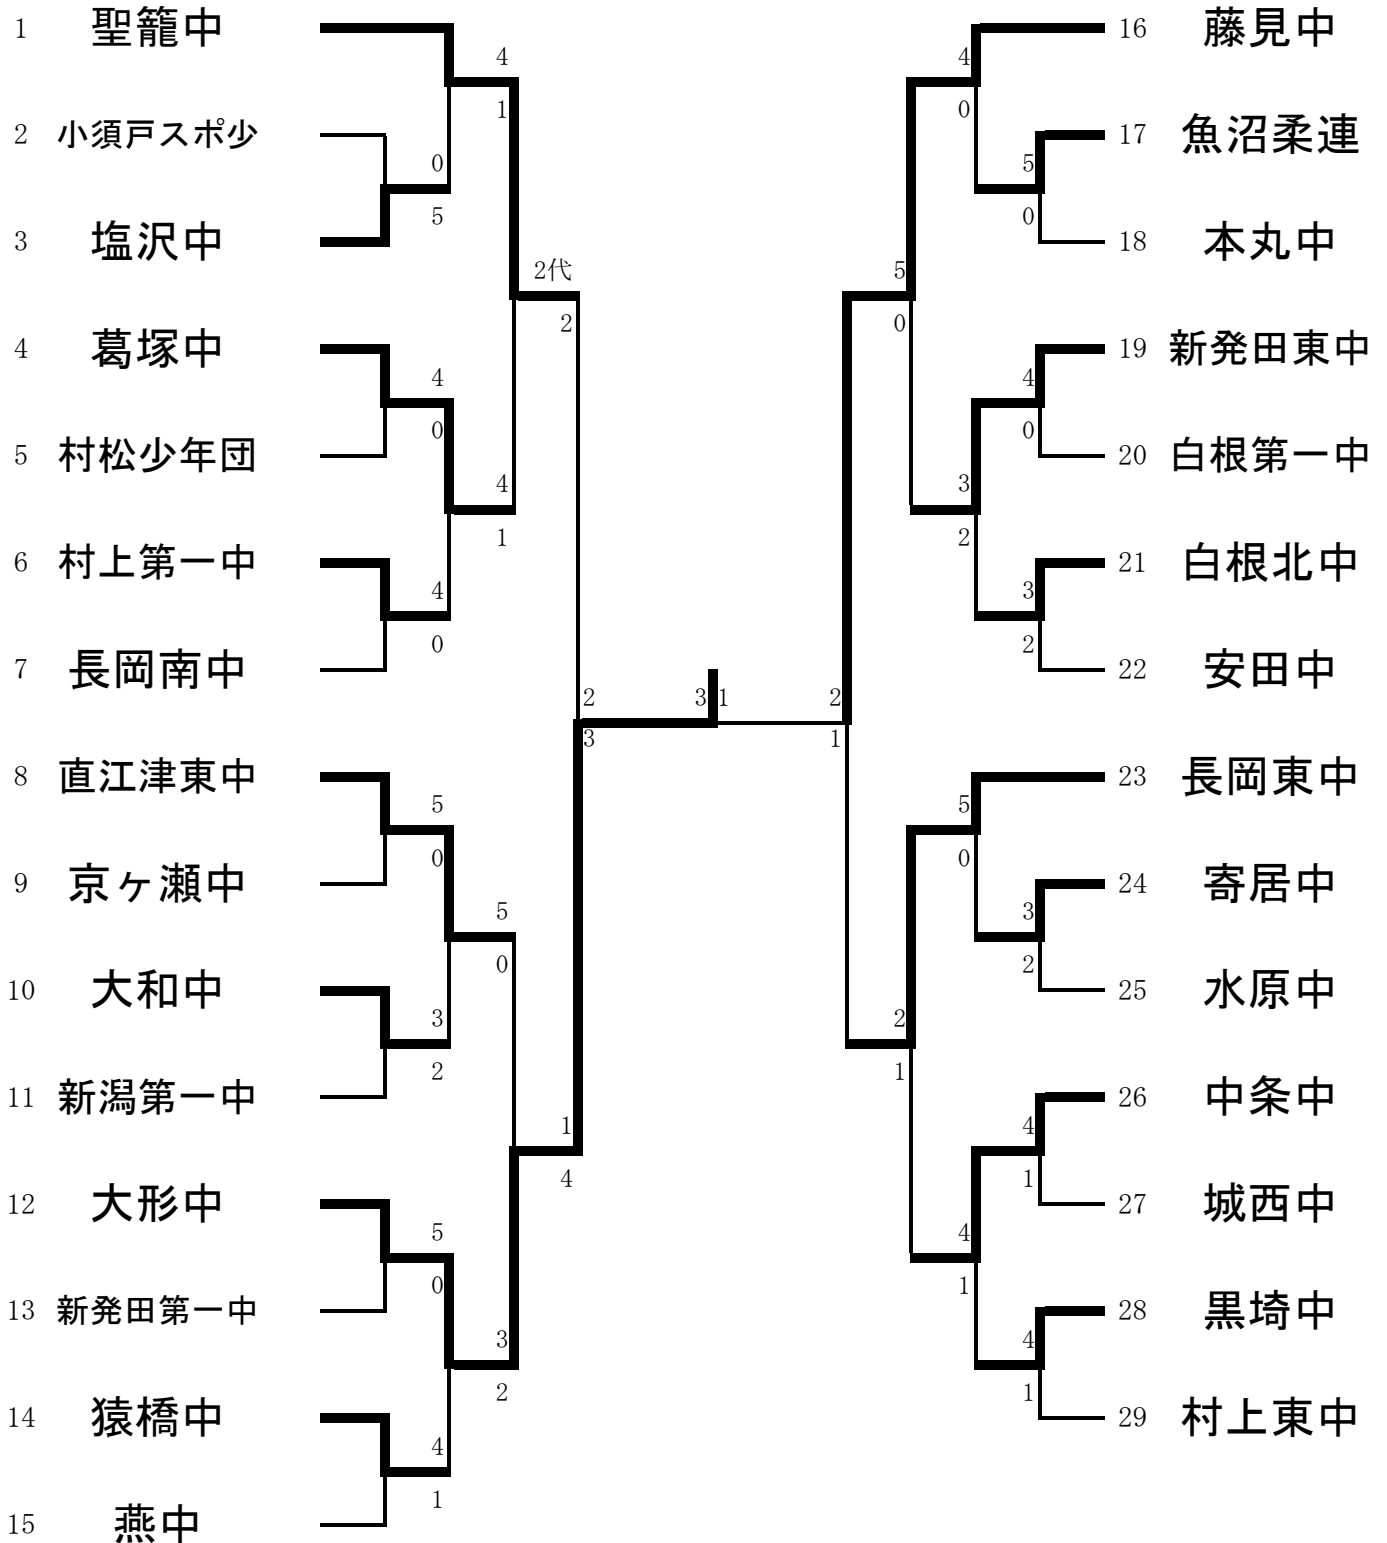 1 聖籠中
2 小須戸スポ少
3 塩沢中
4 葛塚中
5 村松少年団
6 村上第一中
7 長岡南中
8 直江津東中
9 京ヶ瀬中
10 大和中
11 新潟第一中
12 大形中
13 新発田第一中
14 猿橋中
15 燕中
4
1
0
5
2代
2
4
0
4
1
4
0
2
3
5
0
5
0
3
2
1
4
5
0
3
2
4
1
3 1
4
0
5
0
5
0
4
0
3
2
3
2
2
1
5
0
3
2
2
1
4
1
4
1
4
1
16 藤見中
17 魚沼柔連
18 本丸中
19 新発田東中
20 白根第一中
21 白根北中
22 安田中
23 長岡東中
24 寄居中
25 水原中
26 中条中
27 城西中
28 黒埼中
29 村上東中